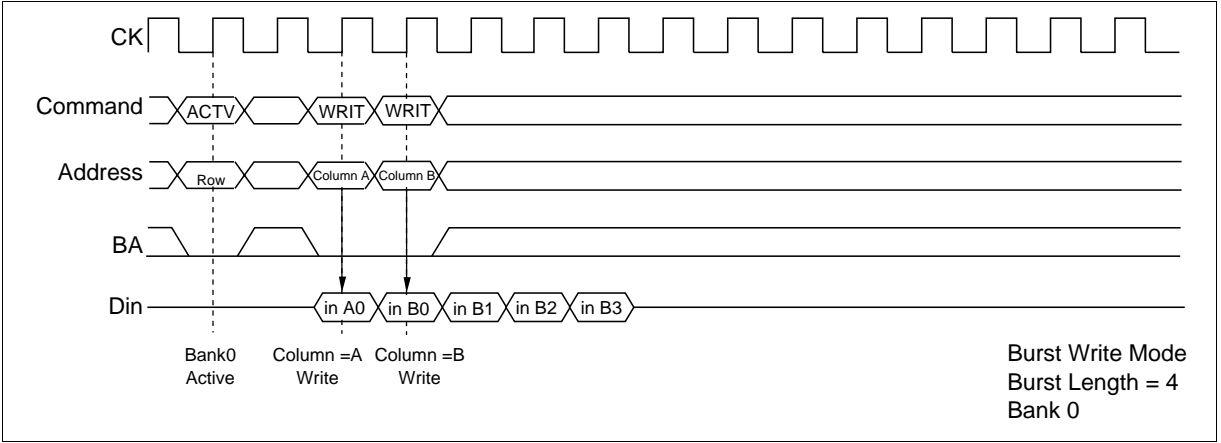 CK
Command ACTV WRIT WRIT
Address Row Column A Column B
BA
Din in A0 in B0 in B1 in B2 in B3
Bank0 Column =A Column =B
Active Write Write
Burst Write Mode
Burst Length = 4
Bank 0